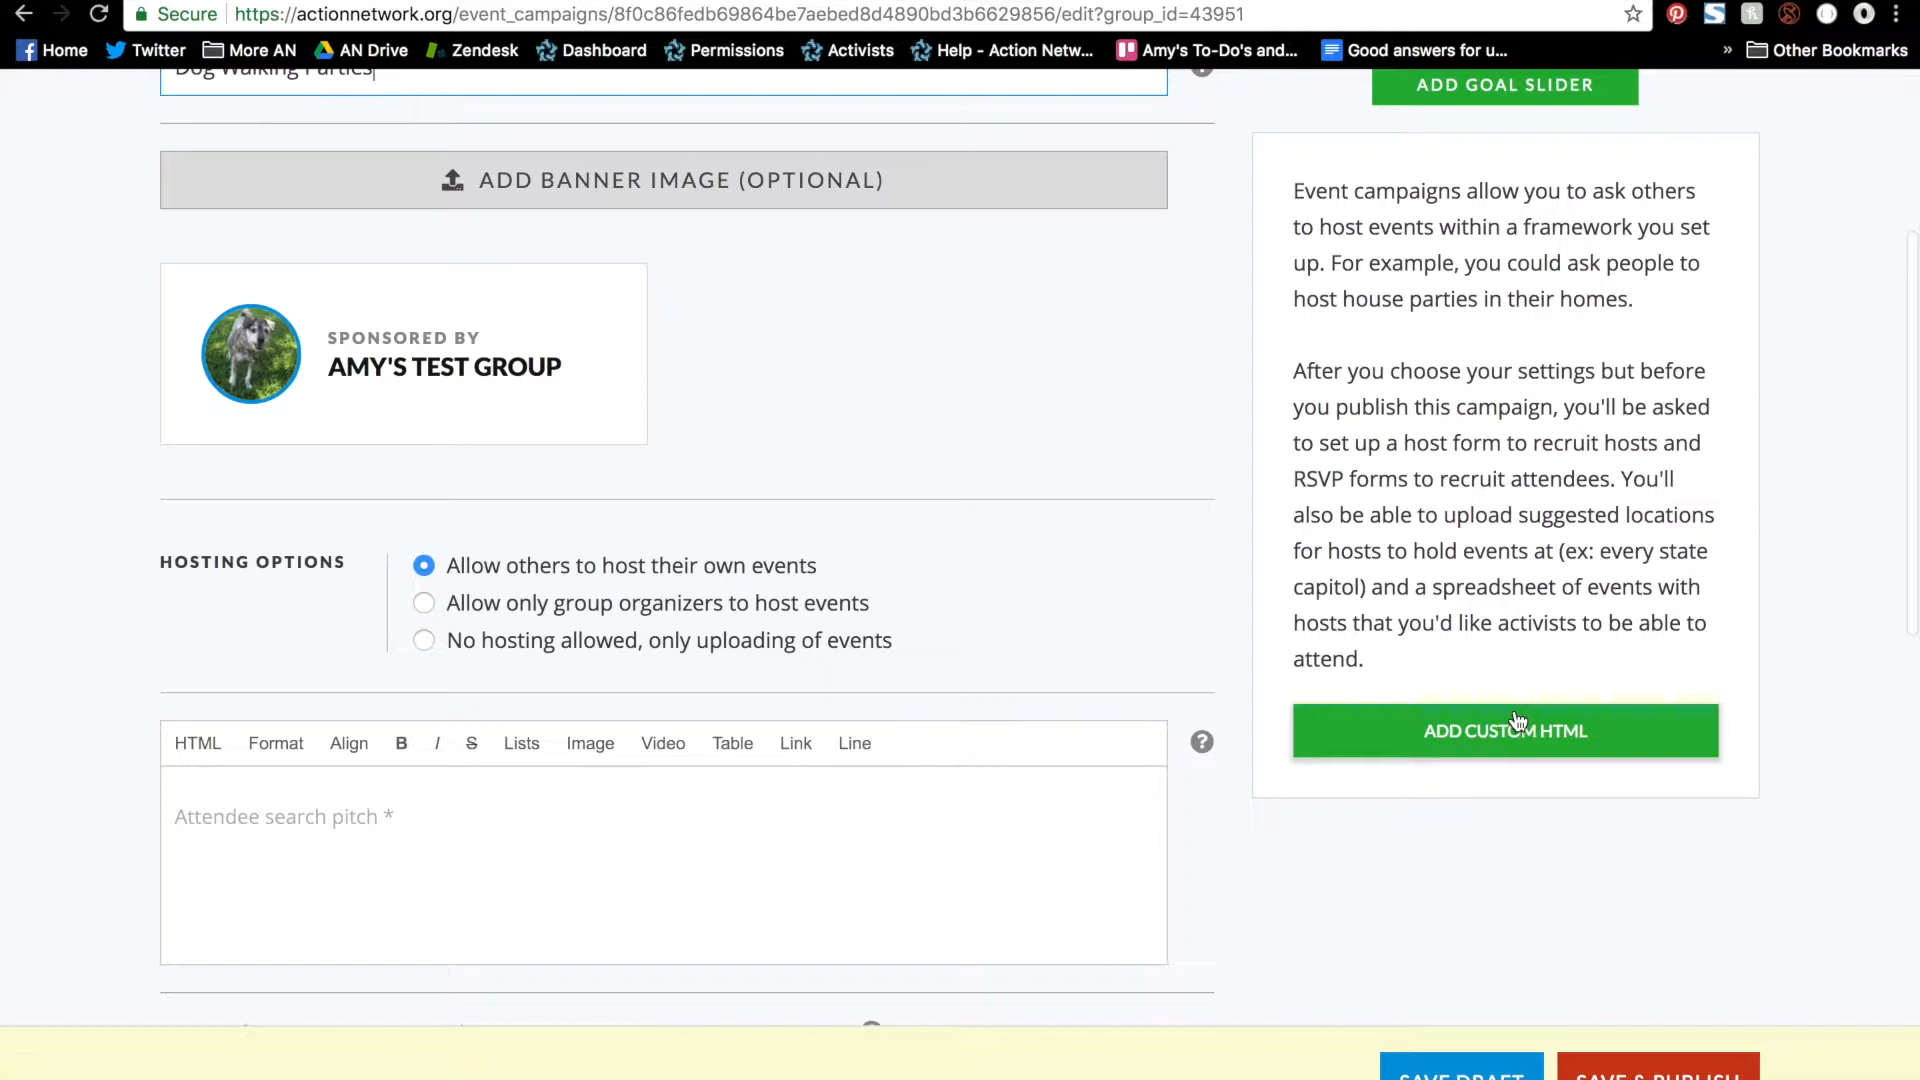 Secure https://actionnetwork.org/event_campaigns/8f0c86fedb69864be7aebed8d4890bd3b6629856/edit?group_id=43951
Home Twitter More AN AN Drive Zendesk Dashboard Permissions Activists Help - Action Netw... Amy's To-Do's and... Good answers for u... » Other Bookmarks
Dog Walking Parties
ADD GOAL SLIDER
ADD BANNER IMAGE (OPTIONAL)
SPONSORED BY
AMY'S TEST GROUP
HOSTING OPTIONS
Allow others to host their own events
Allow only group organizers to host events
No hosting allowed, only uploading of events
HTML Format Align B I S Lists Image Video Table Link Line
?
Attendee search pitch *
Event campaigns allow you to ask others
to host events within a framework you set
up. For example, you could ask people to
host house parties in their homes.
After you choose your settings but before
you publish this campaign, you'll be asked
to set up a host form to recruit hosts and
RSVP forms to recruit attendees. You'll
also be able to upload suggested locations
for hosts to hold events at (ex: every state
capitol) and a spreadsheet of events with
hosts that you'd like activists to be able to
attend.
ADD CUSTOM HTML
SAVE DRAFT
SAVE & PUBLISH